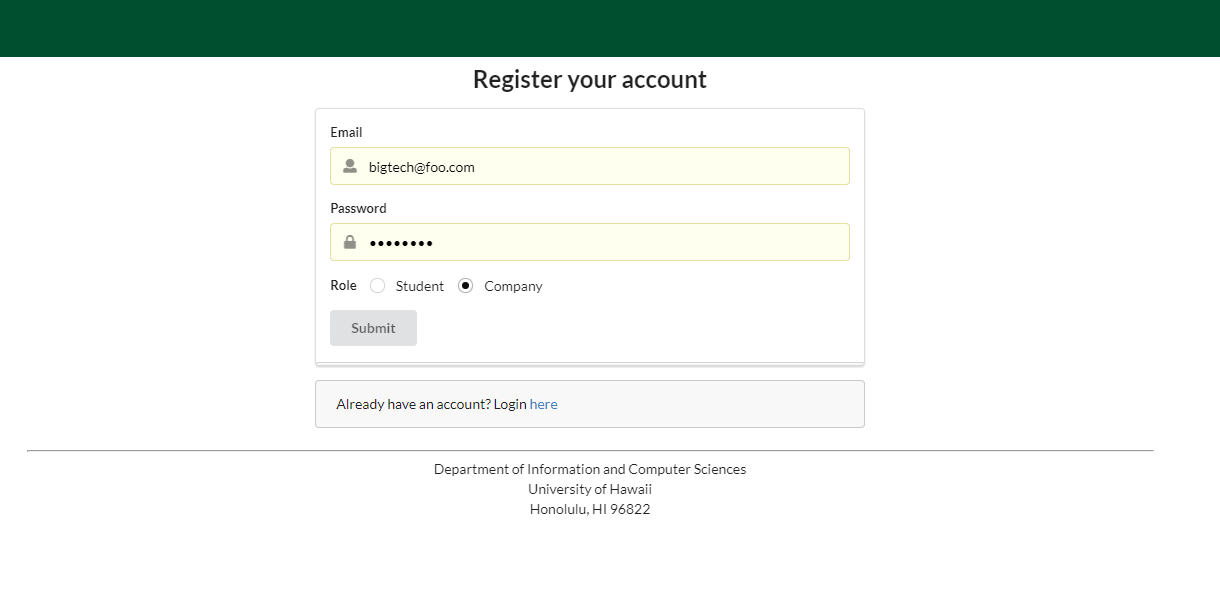 Register your account
Email
bigtech@foo.com
Password
••••••••
Role Student Company
Submit
Already have an account? Login here
Department of Information and Computer Sciences
University of Hawaii
Honolulu, HI 96822